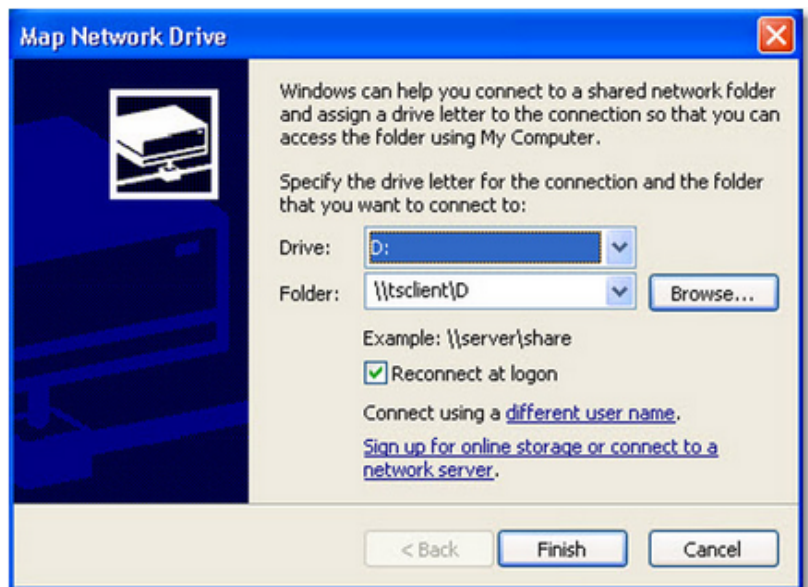 Map Network Drive
Windows can help you connect to a shared network folder
and assign a drive letter to the connection so that you can
access the folder using My Computer.
Specify the drive letter for the connection and the folder
that you want to connect to:
Drive: D:
Folder: \\tsclient\D Browse...
Example: \\server\share
Reconnect at logon
Connect using a different user name.
Sign up for online storage or connect to a
network server.
< Back Finish Cancel